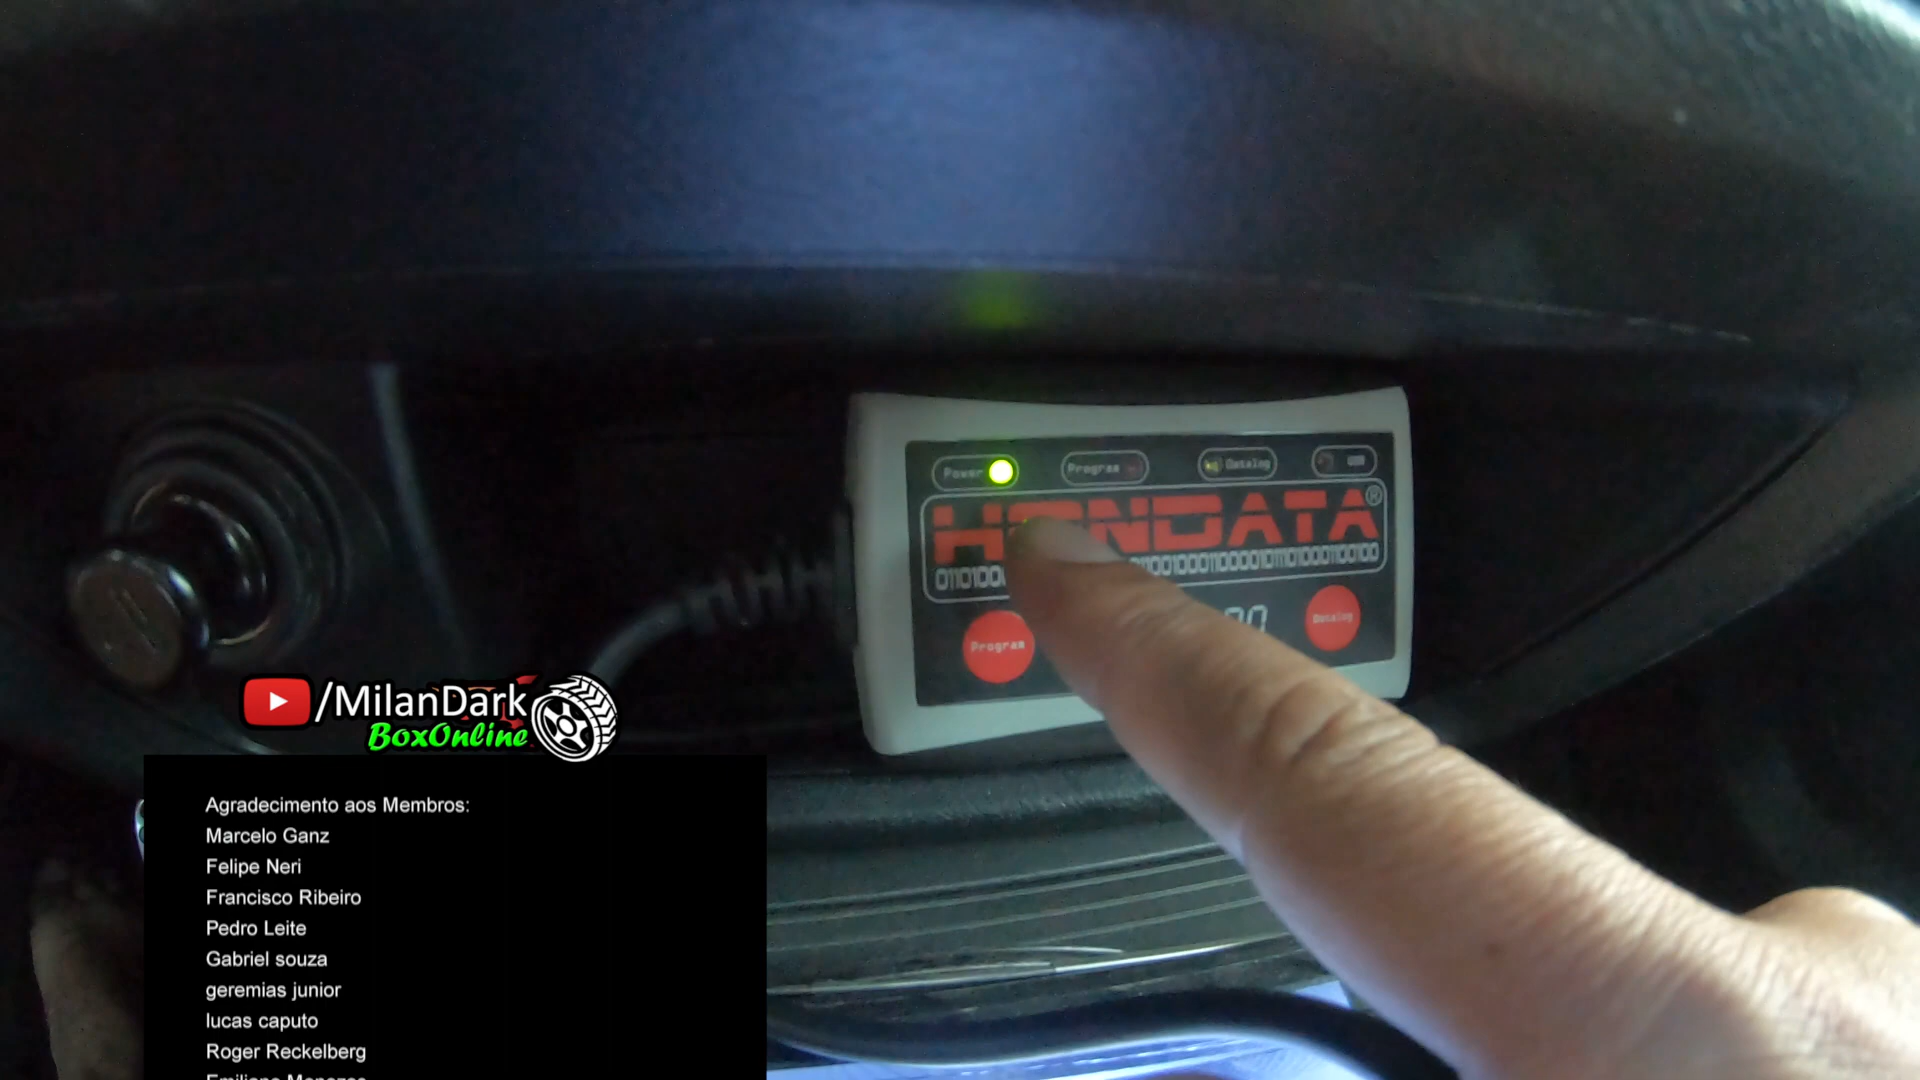 Power Program Datalog USB
HONDATA®
Program
Datalog
/MilanDark
BoxOnline
Agradecimento aos Membros:
Marcelo Ganz
Felipe Neri
Francisco Ribeiro
Pedro Leite
Gabriel souza
geremias junior
lucas caputo
Roger Reckelberg